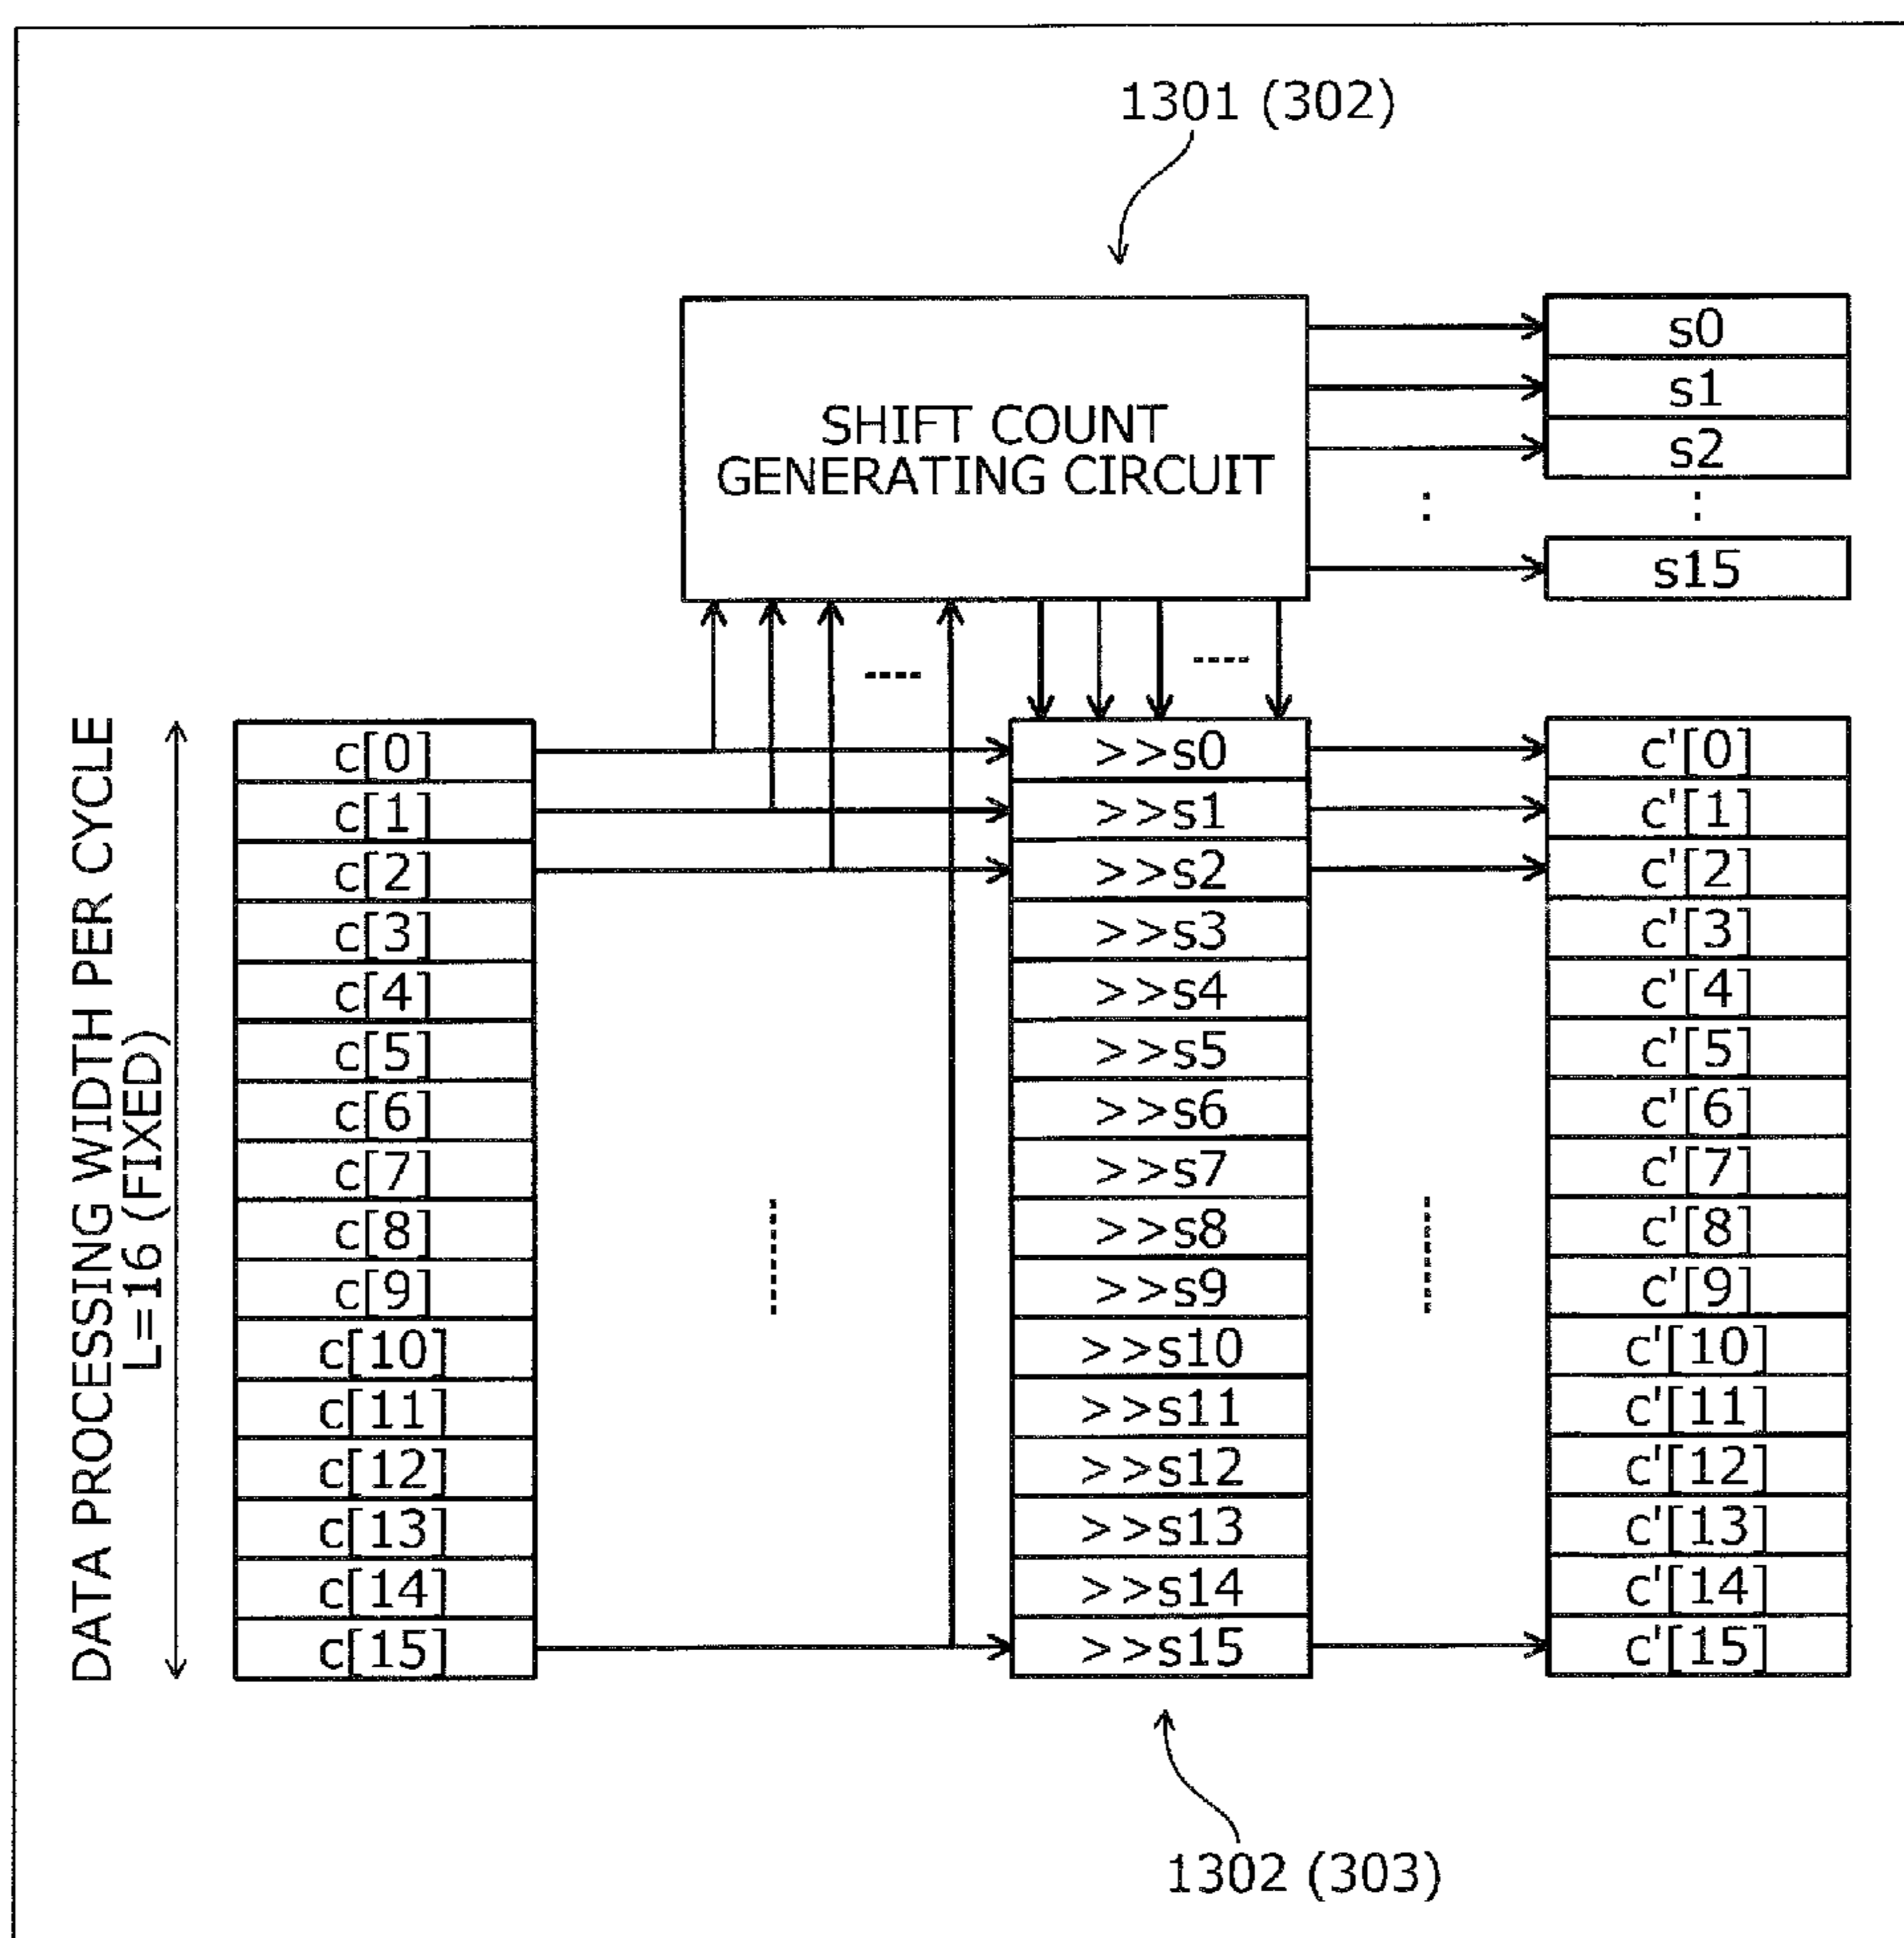 1301 (302)
SHIFT COUNT
GENERATING CIRCUIT
s0
s1
s2
:
:
s15
DATA PROCESSING WIDTH PER CYCLE
L=16 (FIXED)
c[0]
>>s0
c'[0]
c[1]
>>s1
c'[1]
c[2]
>>s2
c'[2]
c[3]
>>s3
c'[3]
c[4]
>>s4
c'[4]
c[5]
>>s5
c'[5]
c[6]
>>s6
c'[6]
c[7]
>>s7
c'[7]
c[8]
>>s8
c'[8]
c[9]
>>s9
c'[9]
c[10]
>>s10
c'[10]
c[11]
>>s11
c'[11]
c[12]
>>s12
c'[12]
c[13]
>>s13
c'[13]
c[14]
>>s14
c'[14]
c[15]
>>s15
c'[15]
1302 (303)